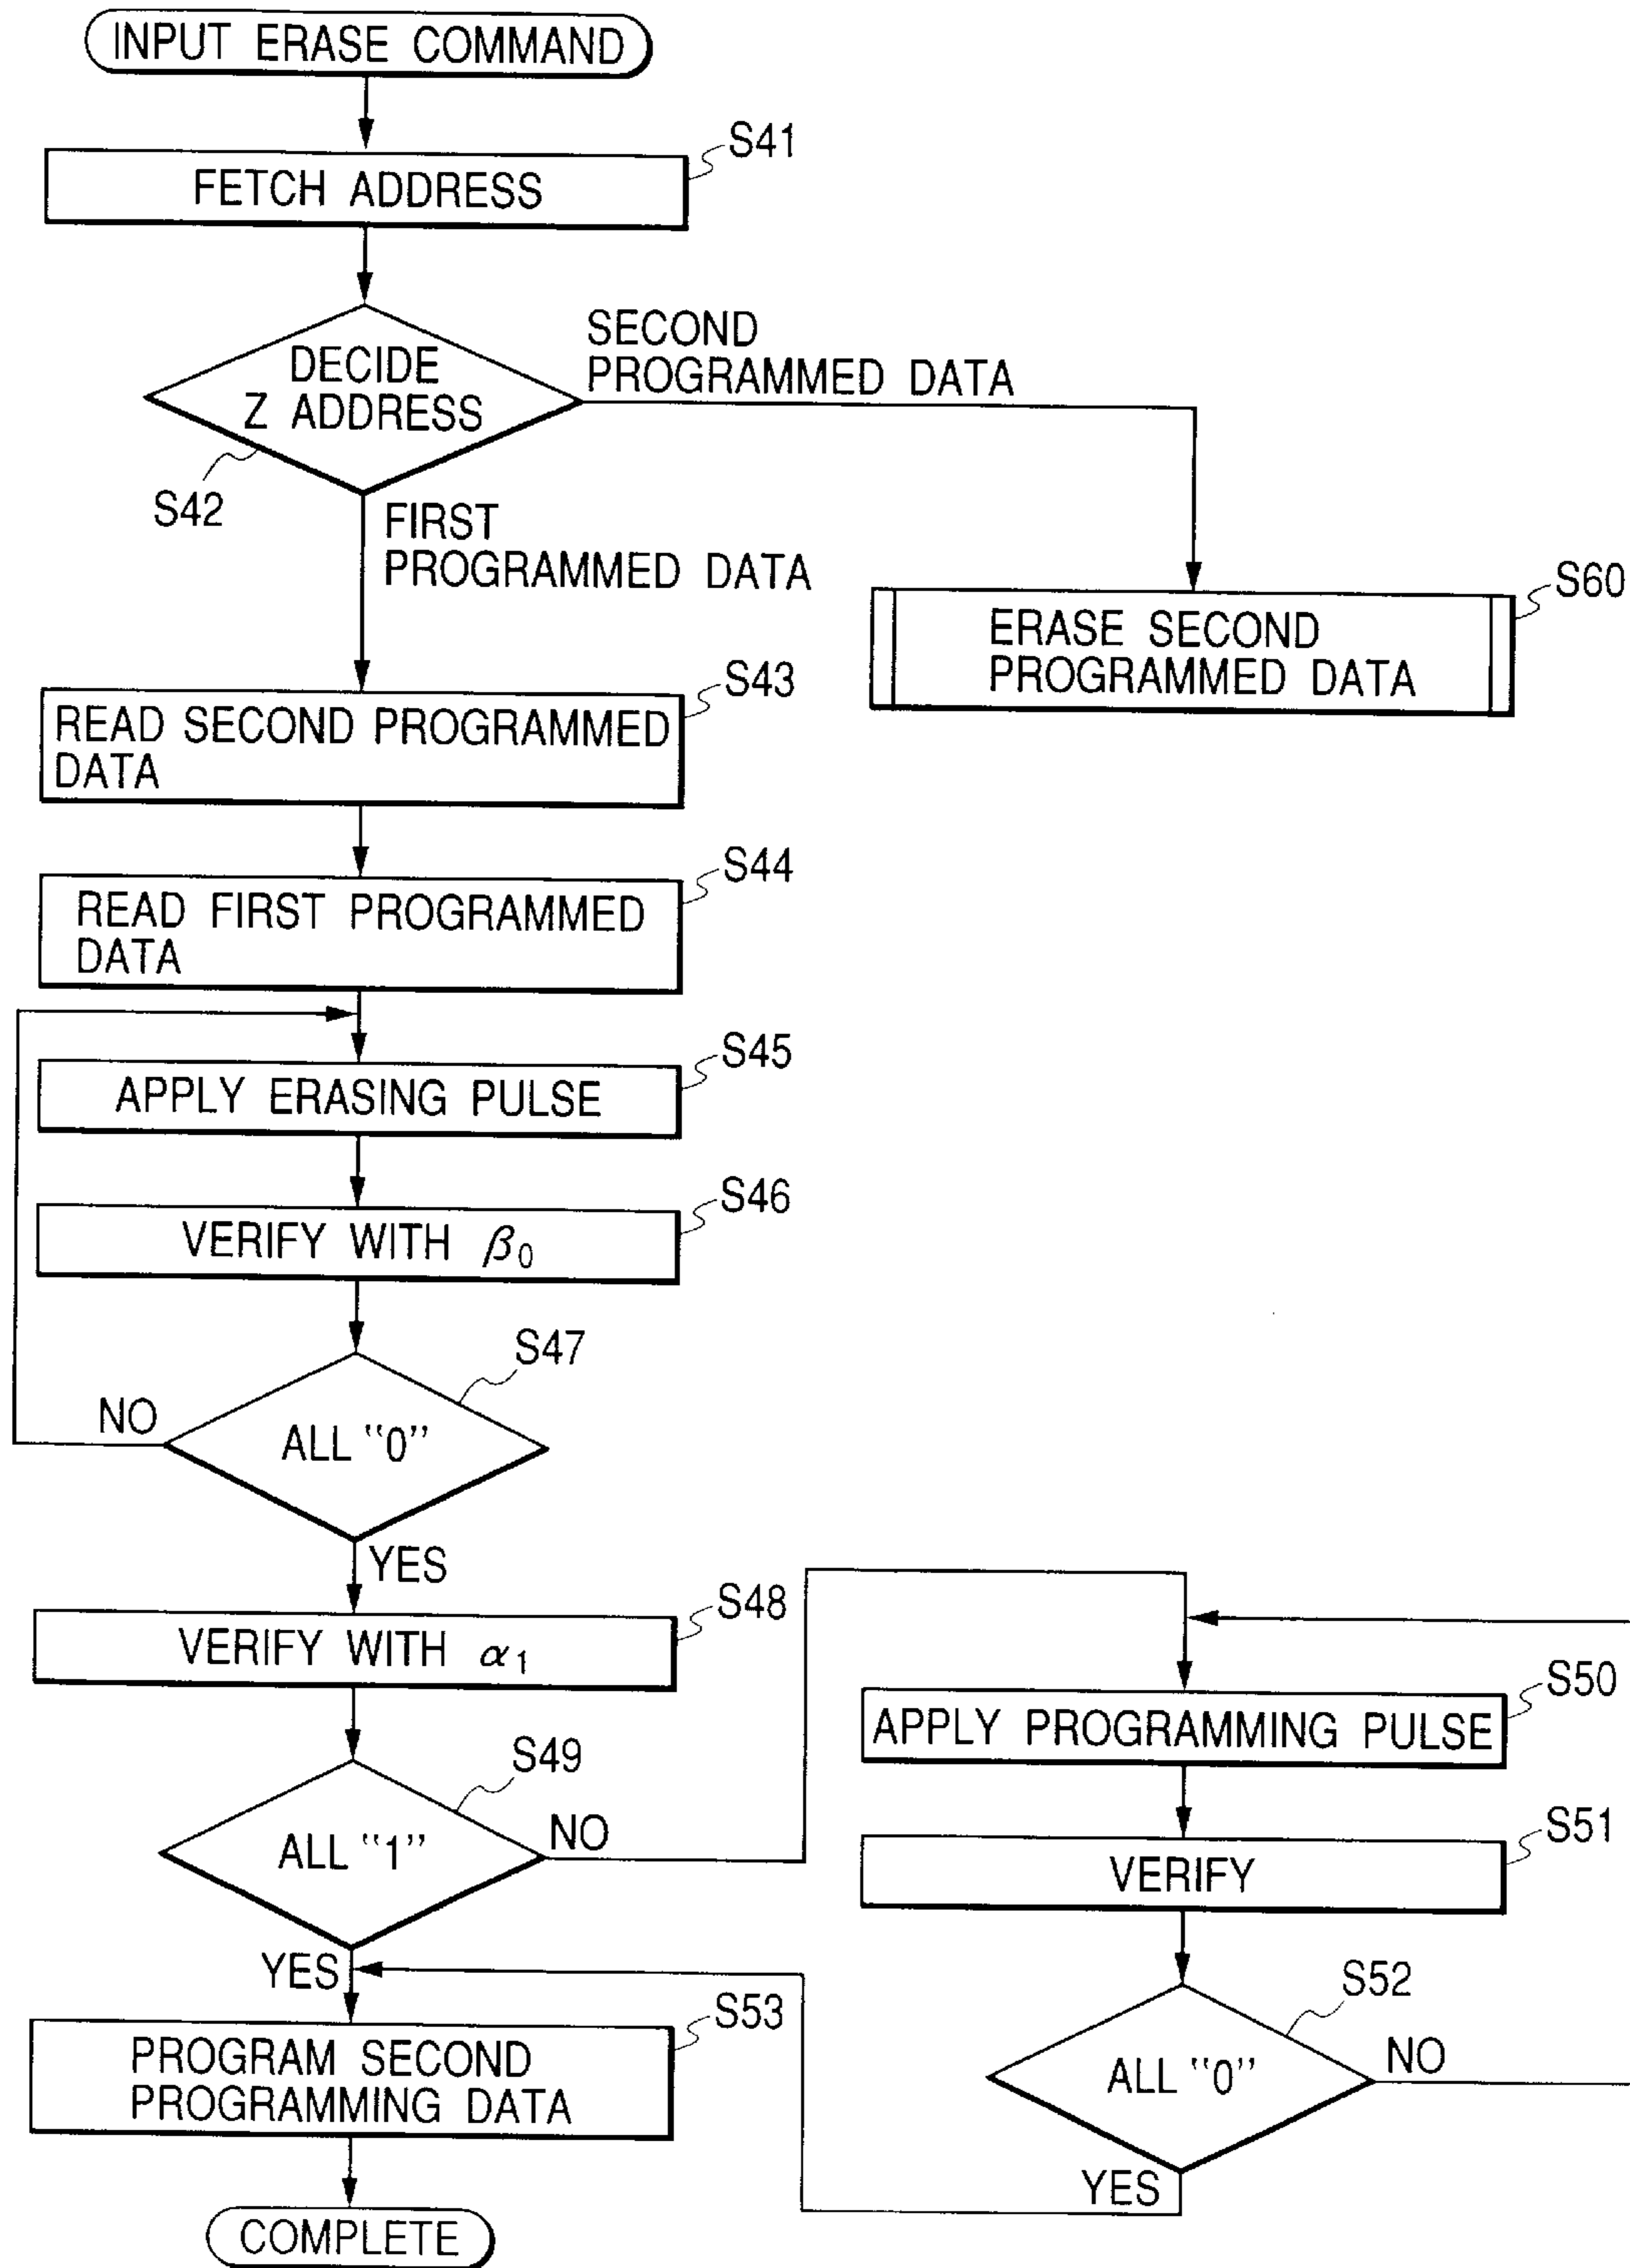 INPUT ERASE COMMAND
S41
FETCH ADDRESS
DECIDE
Z ADDRESS
S42
SECOND
PROGRAMMED DATA
FIRST
PROGRAMMED DATA
S60
ERASE SECOND
PROGRAMMED DATA
S43
READ SECOND PROGRAMMED
DATA
S44
READ FIRST PROGRAMMED
DATA
S45
APPLY ERASING PULSE
S46
VERIFY WITH β0
S47
ALL "0"
NO
YES
S48
VERIFY WITH α1
S49
ALL "1"
NO
YES
S50
APPLY PROGRAMMING PULSE
S51
VERIFY
S52
ALL "0"
NO
YES
S53
PROGRAM SECOND
PROGRAMMING DATA
COMPLETE